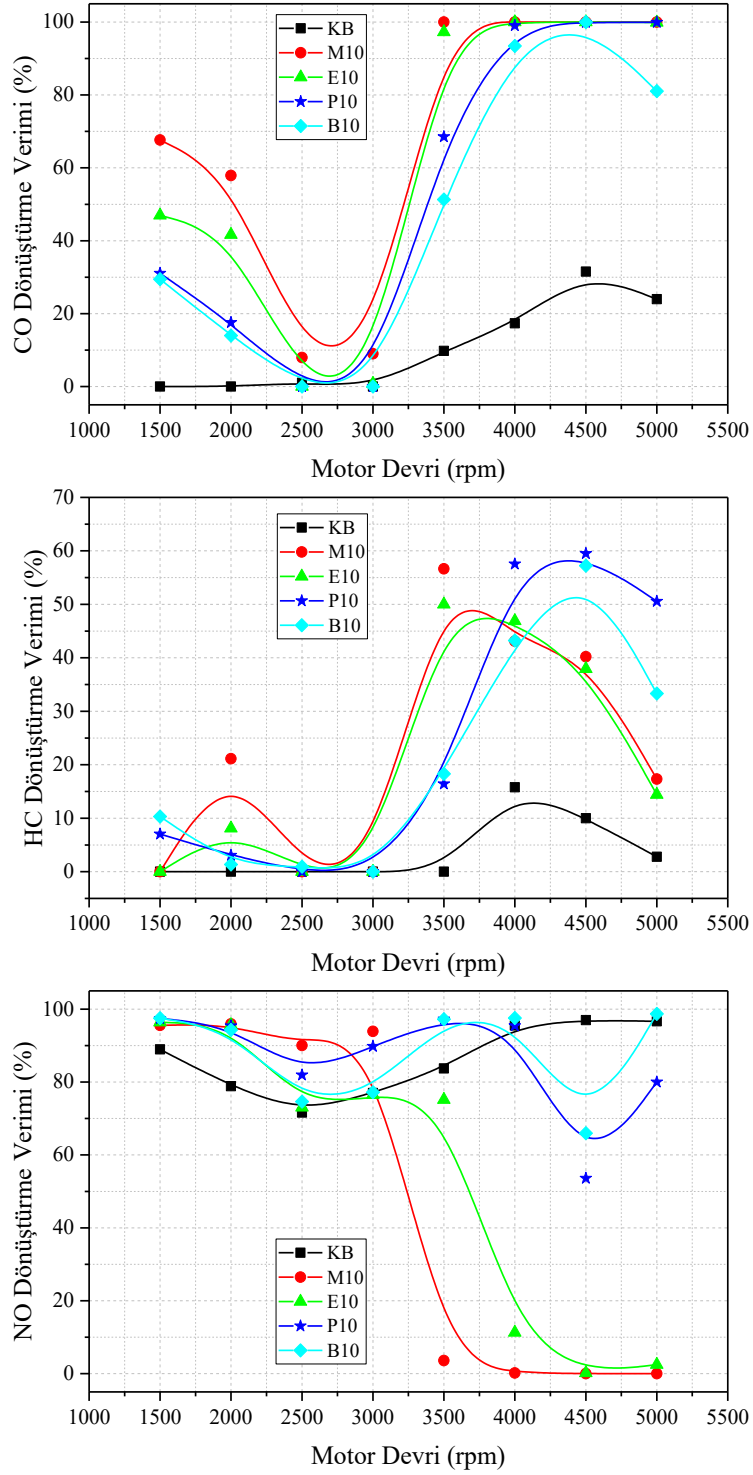 CO Dönüştürme Verimi (%)
100
80
60
40
20
0
KB
M10
E10
P10
B10
1000 1500 2000 2500 3000 3500 4000 4500 5000 5500
Motor Devri (rpm)
HC Dönüştürme Verimi (%)
70
60
50
40
30
20
10
0
KB
M10
E10
P10
B10
1000 1500 2000 2500 3000 3500 4000 4500 5000 5500
Motor Devri (rpm)
NO Dönüştürme Verimi (%)
100
80
60
40
20
0
KB
M10
E10
P10
B10
1000 1500 2000 2500 3000 3500 4000 4500 5000 5500
Motor Devri (rpm)